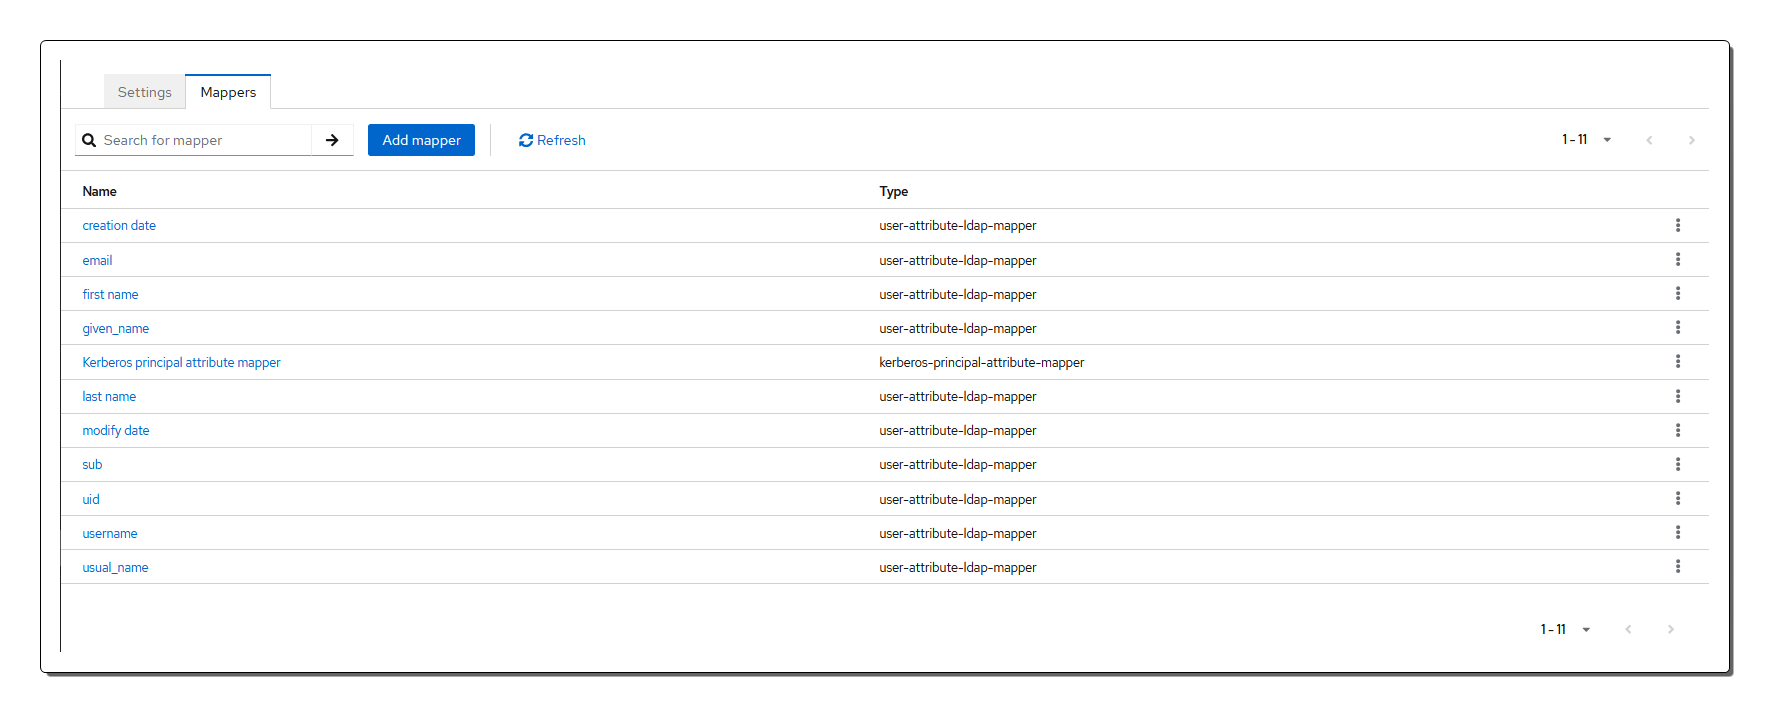 Settings Mappers
Search for mapper Add mapper Refresh 1 - 11
Name Type
creation date user-attribute-ldap-mapper
email user-attribute-ldap-mapper
first name user-attribute-ldap-mapper
given_name user-attribute-ldap-mapper
Kerberos principal attribute mapper kerberos-principal-attribute-mapper
last name user-attribute-ldap-mapper
modify date user-attribute-ldap-mapper
sub user-attribute-ldap-mapper
uid user-attribute-ldap-mapper
username user-attribute-ldap-mapper
usual_name user-attribute-ldap-mapper
1 - 11